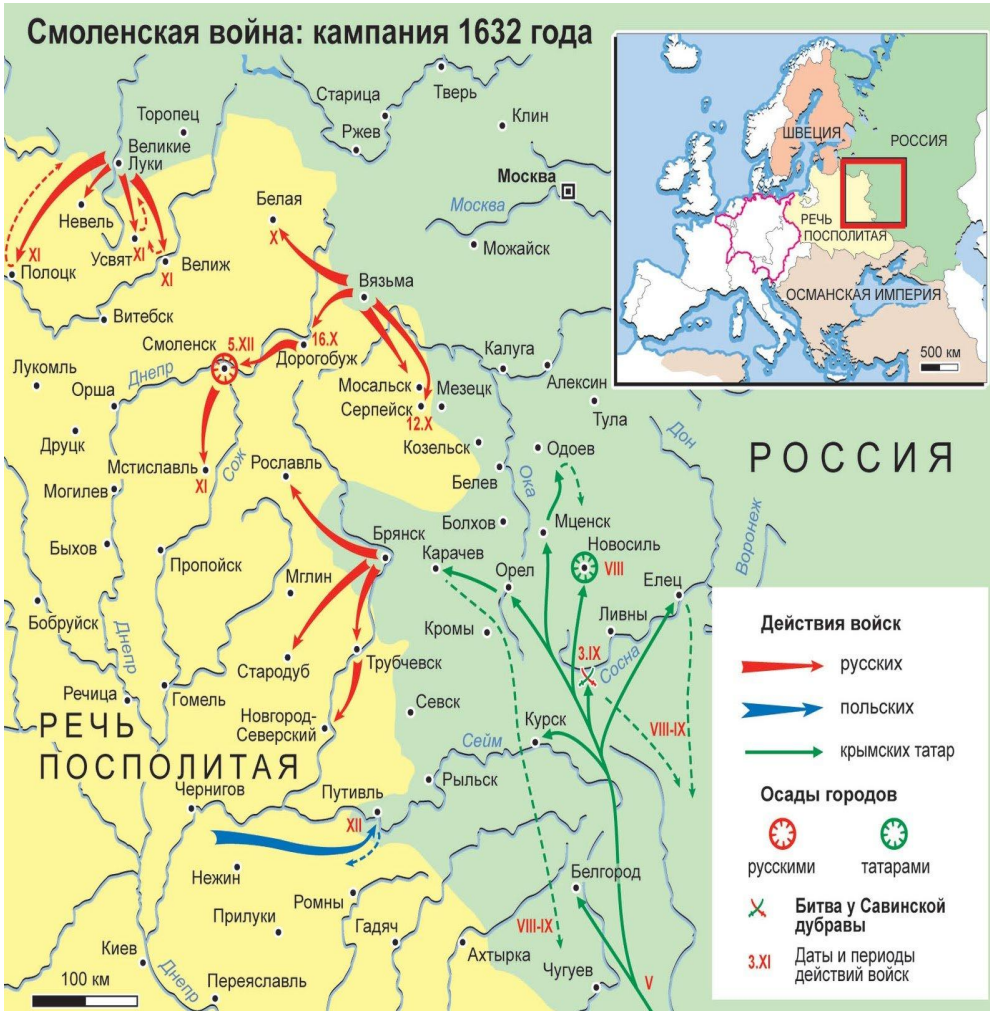 Смоленская война: кампания 1632 года
Торопец
Великие
Луки
Невель
Усвят
XI
XI
XI
Полоцк
Велиж
Витебск
Старица
Ржев
Тверь
Клин
Москва
Москва
Можайск
Белая
X
Вязьма
16.X
Дорогобуж
5.XII
Смоленск
Днепр
Лукомль
Орша
Друцк
Мстиславль
XI
Сож
Могилев
Быхов
Пропойск
Рославль
Мосальск
Серпейск
12.X
Мезецк
Козельск
Калуга
Алексин
Тула
Белев
Ока
Одоев
Дон
РОССИЯ
Воронеж
Болхов
Мценск
Брянск
Карачев
Орел
Новосиль
VIII
Елец
Ливны
3.IX
Сосна
Кромы
Мглин
Бобруйск
Днепр
Стародуб
Трубчевск
Речица
Гомель
Новгород-
Северский
Севск
Курск
Сейм
VIII-IX
РЕЧЬ
ПОСПОЛИТАЯ
Чернигов
Путивль
XII
Рыльск
Нежин
Прилуки
Ромны
Гадяч
Белгород
VIII-IX
Ахтырка
Чугуев
V
Киев
Днепр
Переяславль
100 км
ШВЕЦИЯ
РОССИЯ
РЕЧЬ
ПОСПОЛИТАЯ
ОСМАНСКАЯ ИМПЕРИЯ
500 км
Действия войск
русских
польских
крымских татар
Осады городов
русскими
татарами
Битва у Савинской
дубравы
3.XI
Даты и периоды
действий войск